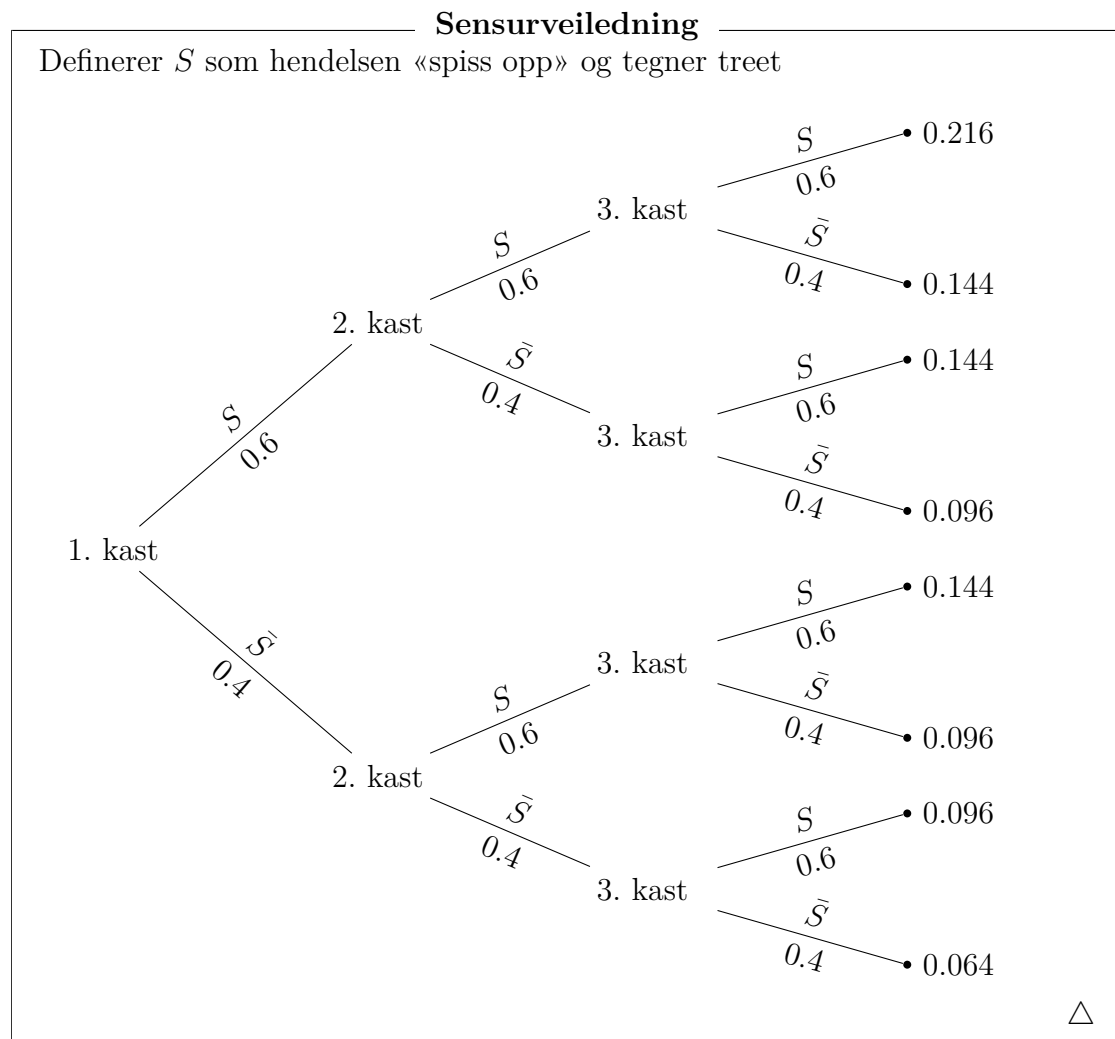 Sensurveiledning
Definerer S som hendelsen «spiss opp» og tegner treet
S
0.216
0.6
3. kast
S̄
S
0.4
0.144
0.6
2. kast
S
0.144
S̄
0.6
0.4
3. kast
S
S̄
0.6
0.4
0.096
1. kast
S
0.144
0.6
S̄
3. kast
0.4
S̄
S
0.4
0.096
0.6
2. kast
S
0.096
S̄
0.6
0.4
3. kast
S̄
0.4
0.064
△